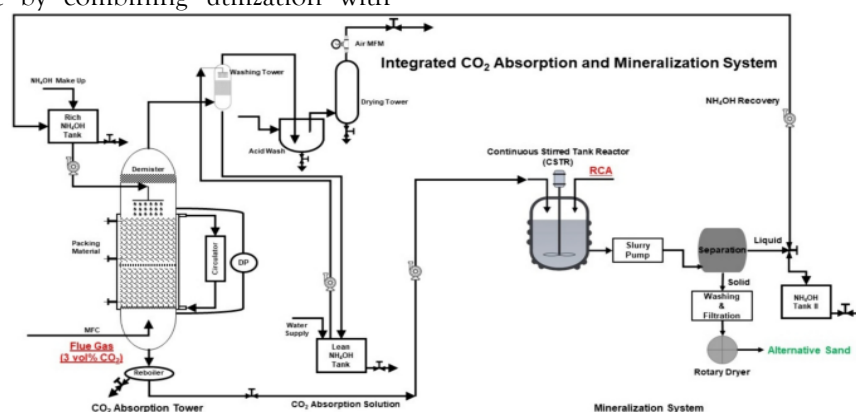 by combining utilization with
Integrated CO₂ Absorption and Mineralization System
Air MFM
Washing Tower
Drying Tower
Acid Wash
NH₄OH Make Up
Rich
NH₄OH
Tank
Demister
Packing
Material
Circulator
DP
MFC
Flue Gas
(3 vol% CO₂)
Reboiler
CO₂ Absorption Tower
Water
Supply
Lean
NH₄OH
Tank
CO₂ Absorption Solution
NH₄OH Recovery
Continuous Stirred Tank Reactor
(CSTR)
RCA
Slurry
Pump
Separation
Liquid
Solid
Washing
&
Filtration
NH₄OH
Tank II
Rotary Dryer
Alternative Sand
Mineralization System